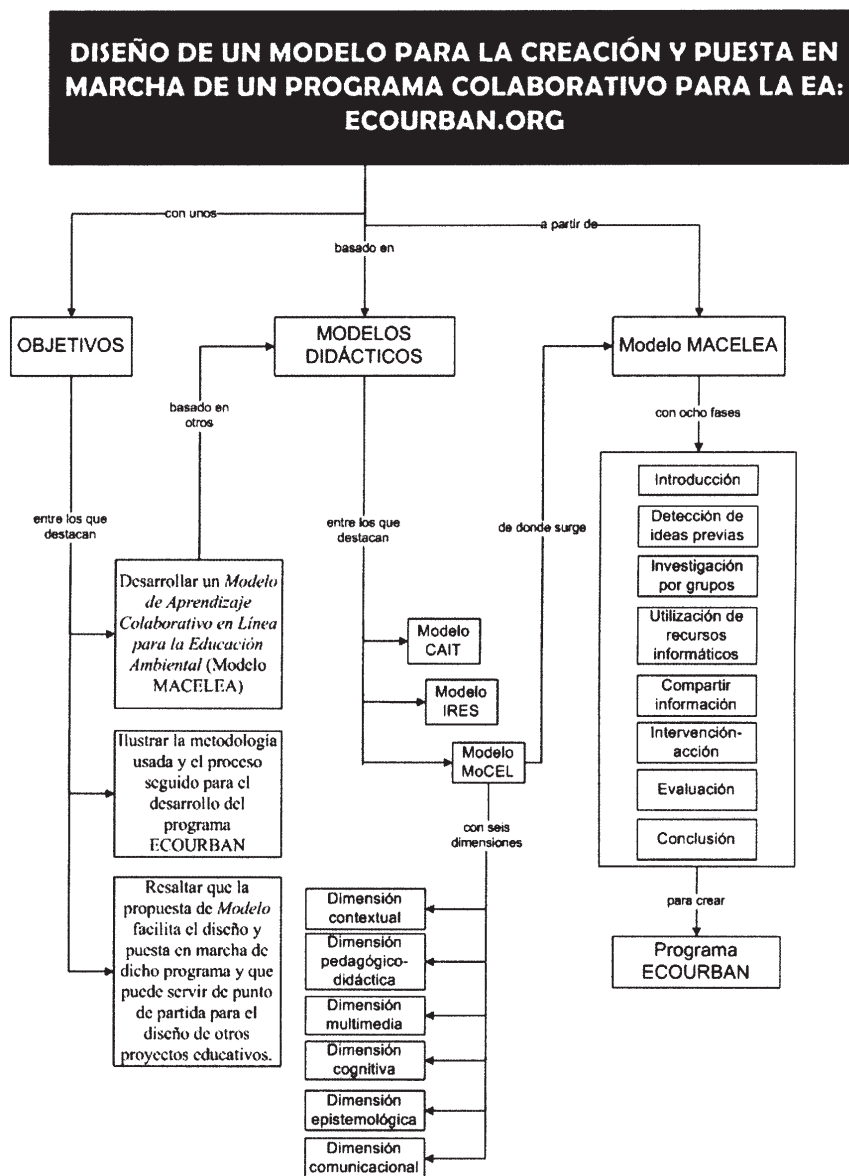 DISEÑO DE UN MODELO PARA LA CREACIÓN Y PUESTA EN
MARCHA DE UN PROGRAMA COLABORATIVO PARA LA EA:
ECOURBAN.ORG
con unos
basado en
a partir de
OBJETIVOS
MODELOS
DIDÁCTICOS
Modelo MACELEA
basado en
otros
con ocho fases
entre los que
destacan
entre los que
destacan
de donde surge
Desarrollar un Modelo
de Aprendizaje
Colaborativo en Línea
para la Educación
Ambiental (Modelo
MACELEA)
Ilustrar la metodología
usada y el proceso
seguido para el
desarrollo del
programa
ECOURBAN
Resaltar que la
propuesta de Modelo
facilita el diseño y
puesta en marcha de
dicho programa y que
puede servir de punto
de partida para el
diseño de otros
proyectos educativos.
Modelo
CAIT
Modelo
IRES
Modelo
MoCEL
con seis
dimensiones
Dimensión
contextual
Dimensión
pedagógico-
didáctica
Dimensión
multimedia
Dimensión
cognitiva
Dimensión
epistemológica
Dimensión
comunicacional
Introducción
Detección de
ideas previas
Investigación
por grupos
Utilización de
recursos
informáticos
Compartir
información
Intervención-
acción
Evaluación
Conclusión
para crear
Programa
ECOURBAN